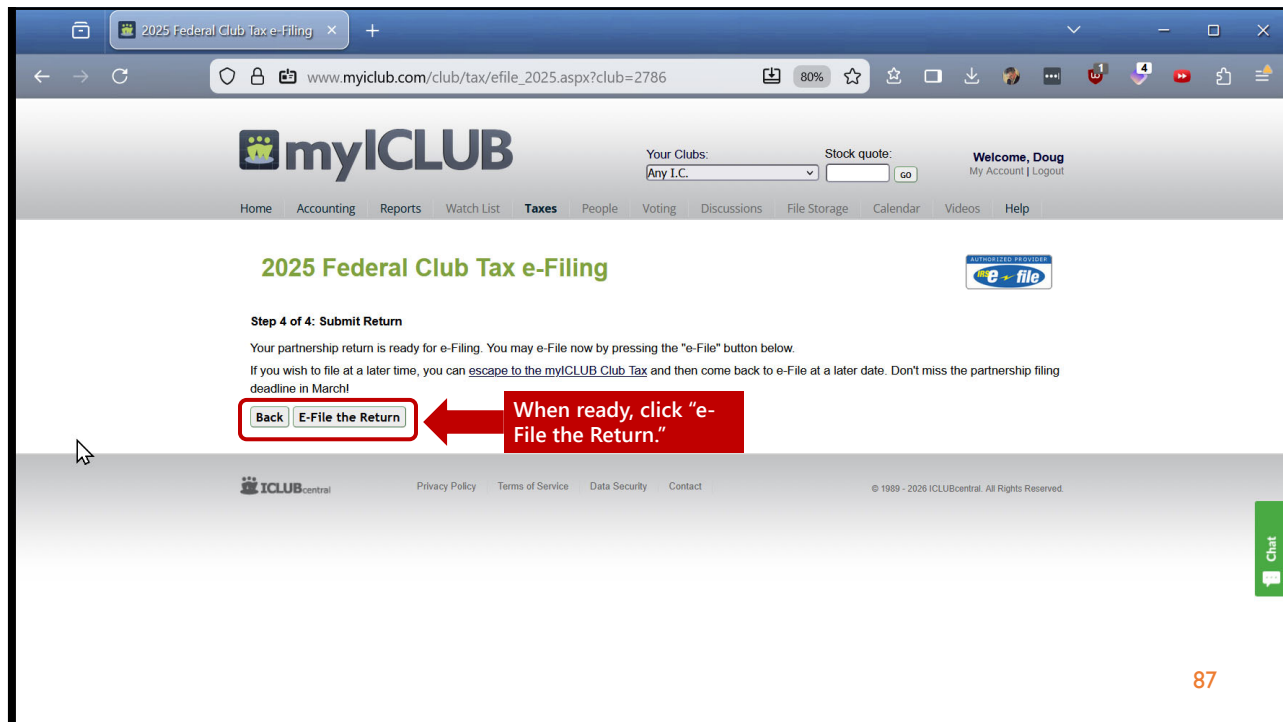 2025 Federal Club Tax e-Filing
www.myiclub.com/club/tax/efile_2025.aspx?club=2786
80%
1
4
myICLUB
Your Clubs:
Stock quote:
Welcome, Doug
Any I.C.
GO
My Account | Logout
Home Accounting Reports Watch List Taxes People Voting Discussions File Storage Calendar Videos Help
2025 Federal Club Tax e-Filing
AUTHORIZED PROVIDER
IRS e-file
Step 4 of 4: Submit Return
Your partnership return is ready for e-Filing. You may e-File now by pressing the "e-File" button below.
If you wish to file at a later time, you can escape to the myICLUB Club Tax and then come back to e-File at a later date. Don't miss the partnership filing
deadline in March!
Back E-File the Return
When ready, click “e-
File the Return.”
ICLUBcentral
Privacy Policy Terms of Service Data Security Contact
© 1989 - 2026 ICLUBcentral. All Rights Reserved.
Chat
87